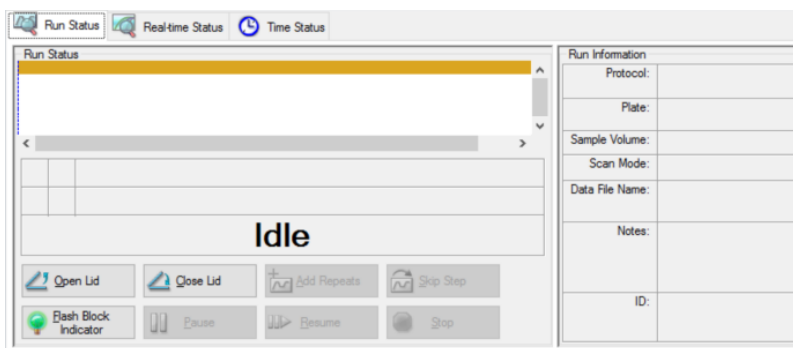 Run Status
Real-time Status
Time Status
Run Status
Idle
Open Lid
Close Lid
Add Repeats
Skip Step
Flash Block
Indicator
Pause
Resume
Stop
Run Information
Protocol:
Plate:
Sample Volume:
Scan Mode:
Data File Name:
Notes:
ID: